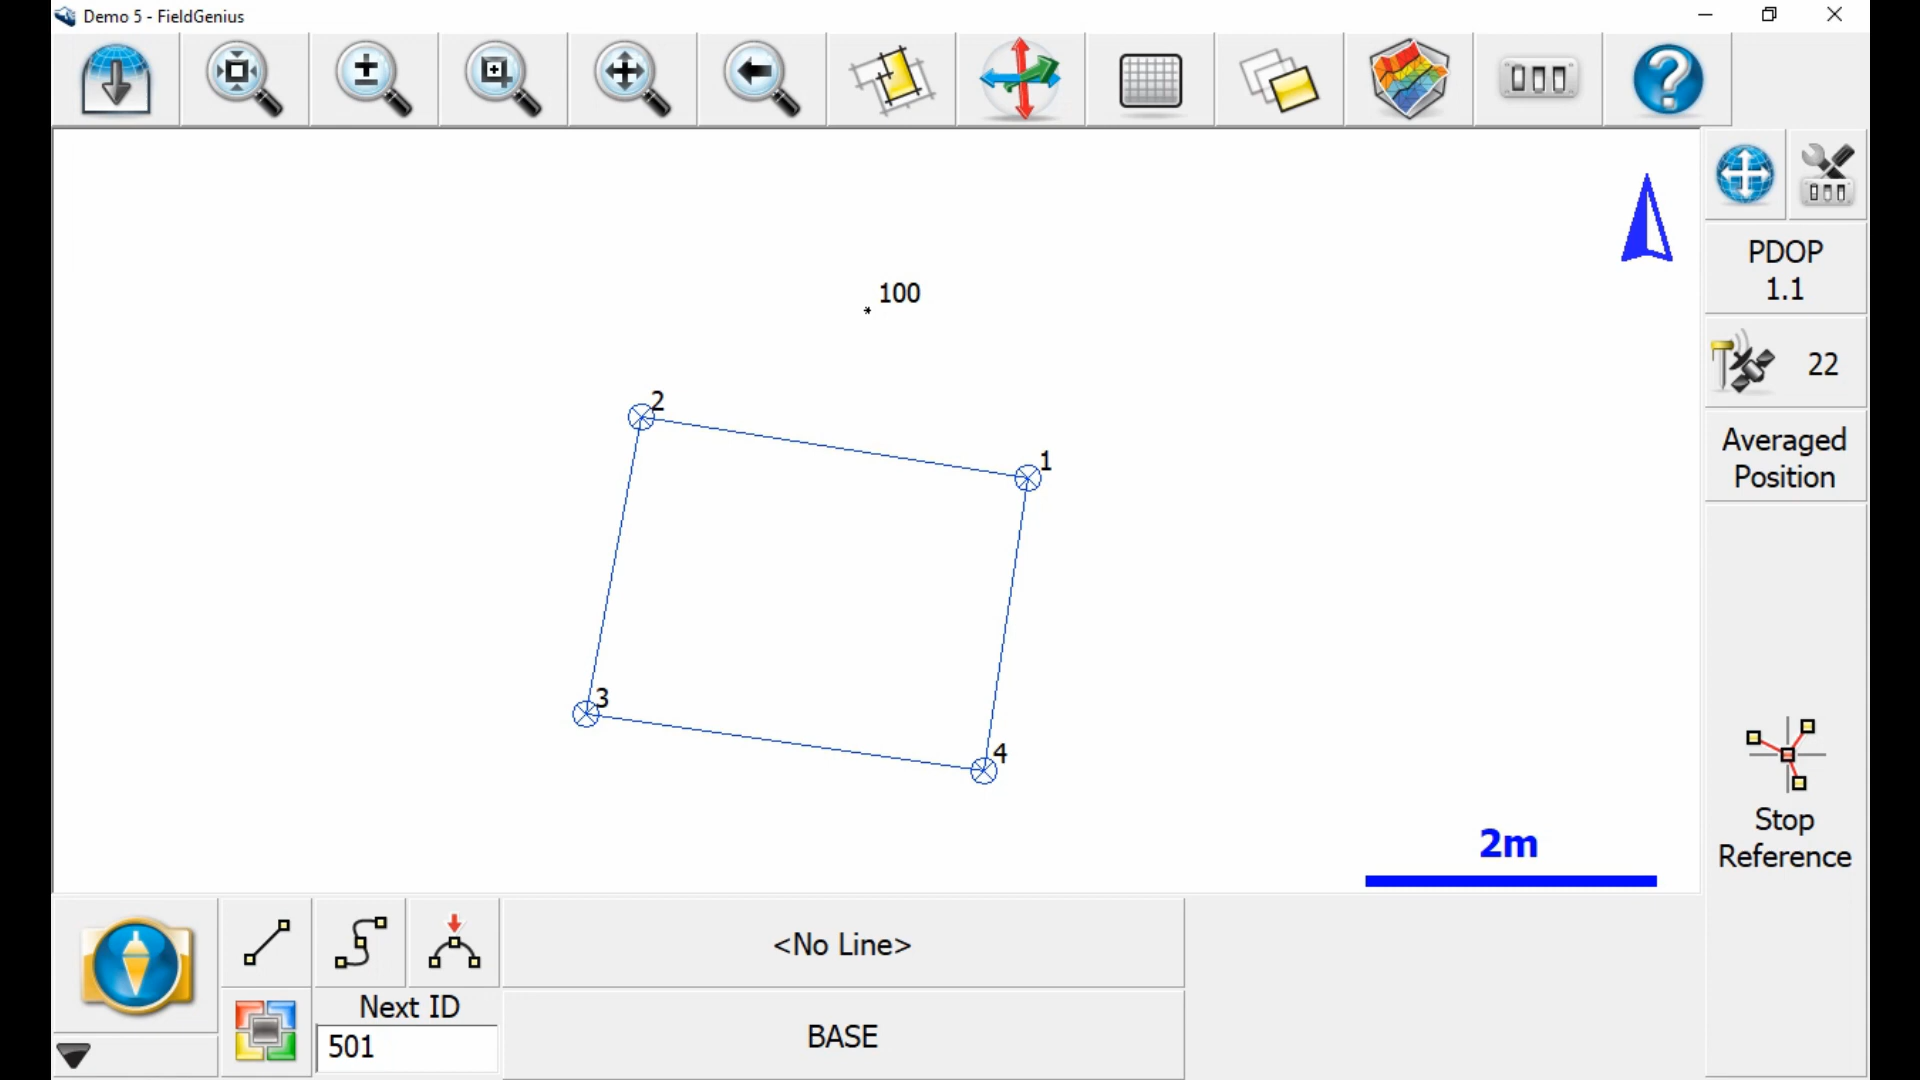 Demo 5 - FieldGenius
PDOP
1.1
22
Averaged
Position
Stop
Reference
100
2
1
3
4
2m
<No Line>
Next ID
501
BASE